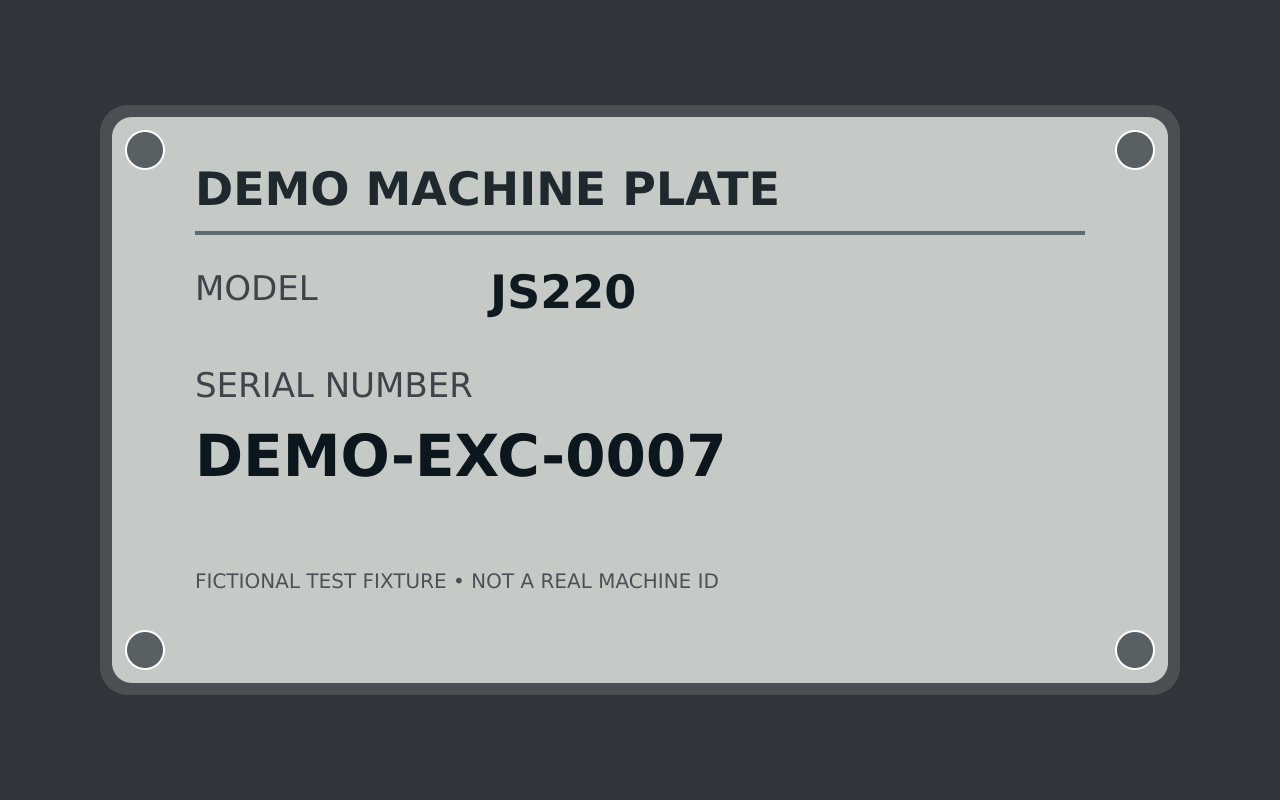 DEMO MACHINE PLATE
MODEL JS220
SERIAL NUMBER
DEMO-EXC-0007
FICTIONAL TEST FIXTURE • NOT A REAL MACHINE ID